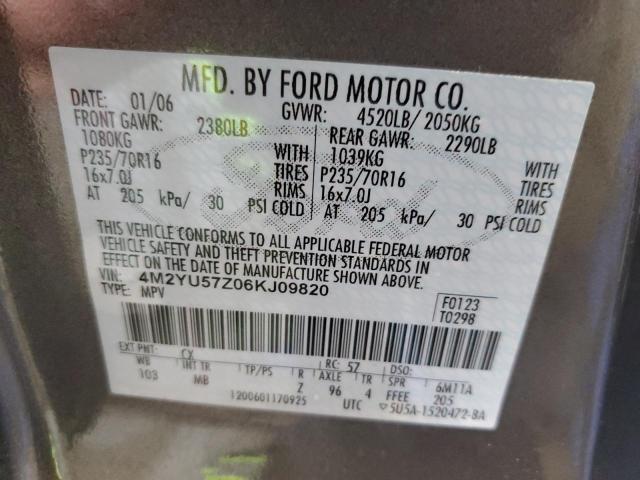 MFD. BY FORD MOTOR CO.
DATE: 01/06 GVWR: 4520LB/ 2050KG
FRONT GAWR: 2380LB REAR GAWR: 2290LB
1080KG WITH 1039KG WITH
P235/70R16 TIRES P235/70R16 TIRES
16x7.0J RIMS 16x7.0J RIMS
AT 205 kPa/ 30 PSI COLD AT 205 kPa/ 30 PSI COLD
THIS VEHICLE CONFORMS TO ALL APPLICABLE FEDERAL MOTOR
VEHICLE SAFETY AND THEFT PREVENTION STANDARDS IN
EFFECT ON THE DATE OF MANUFACTURE SHOWN ABOVE.
VIN: 4M2YU57Z06KJ09820
TYPE: MPV
F0123
T0298
EXT PNT: CX RC: 57 DSO:
WB INT TR TP/PS R AXLE TR SPR 6M11A
103 MB Z 96 4 FFEE 205
1200601170925 UTC 5U5A-1520472-BA
Ford